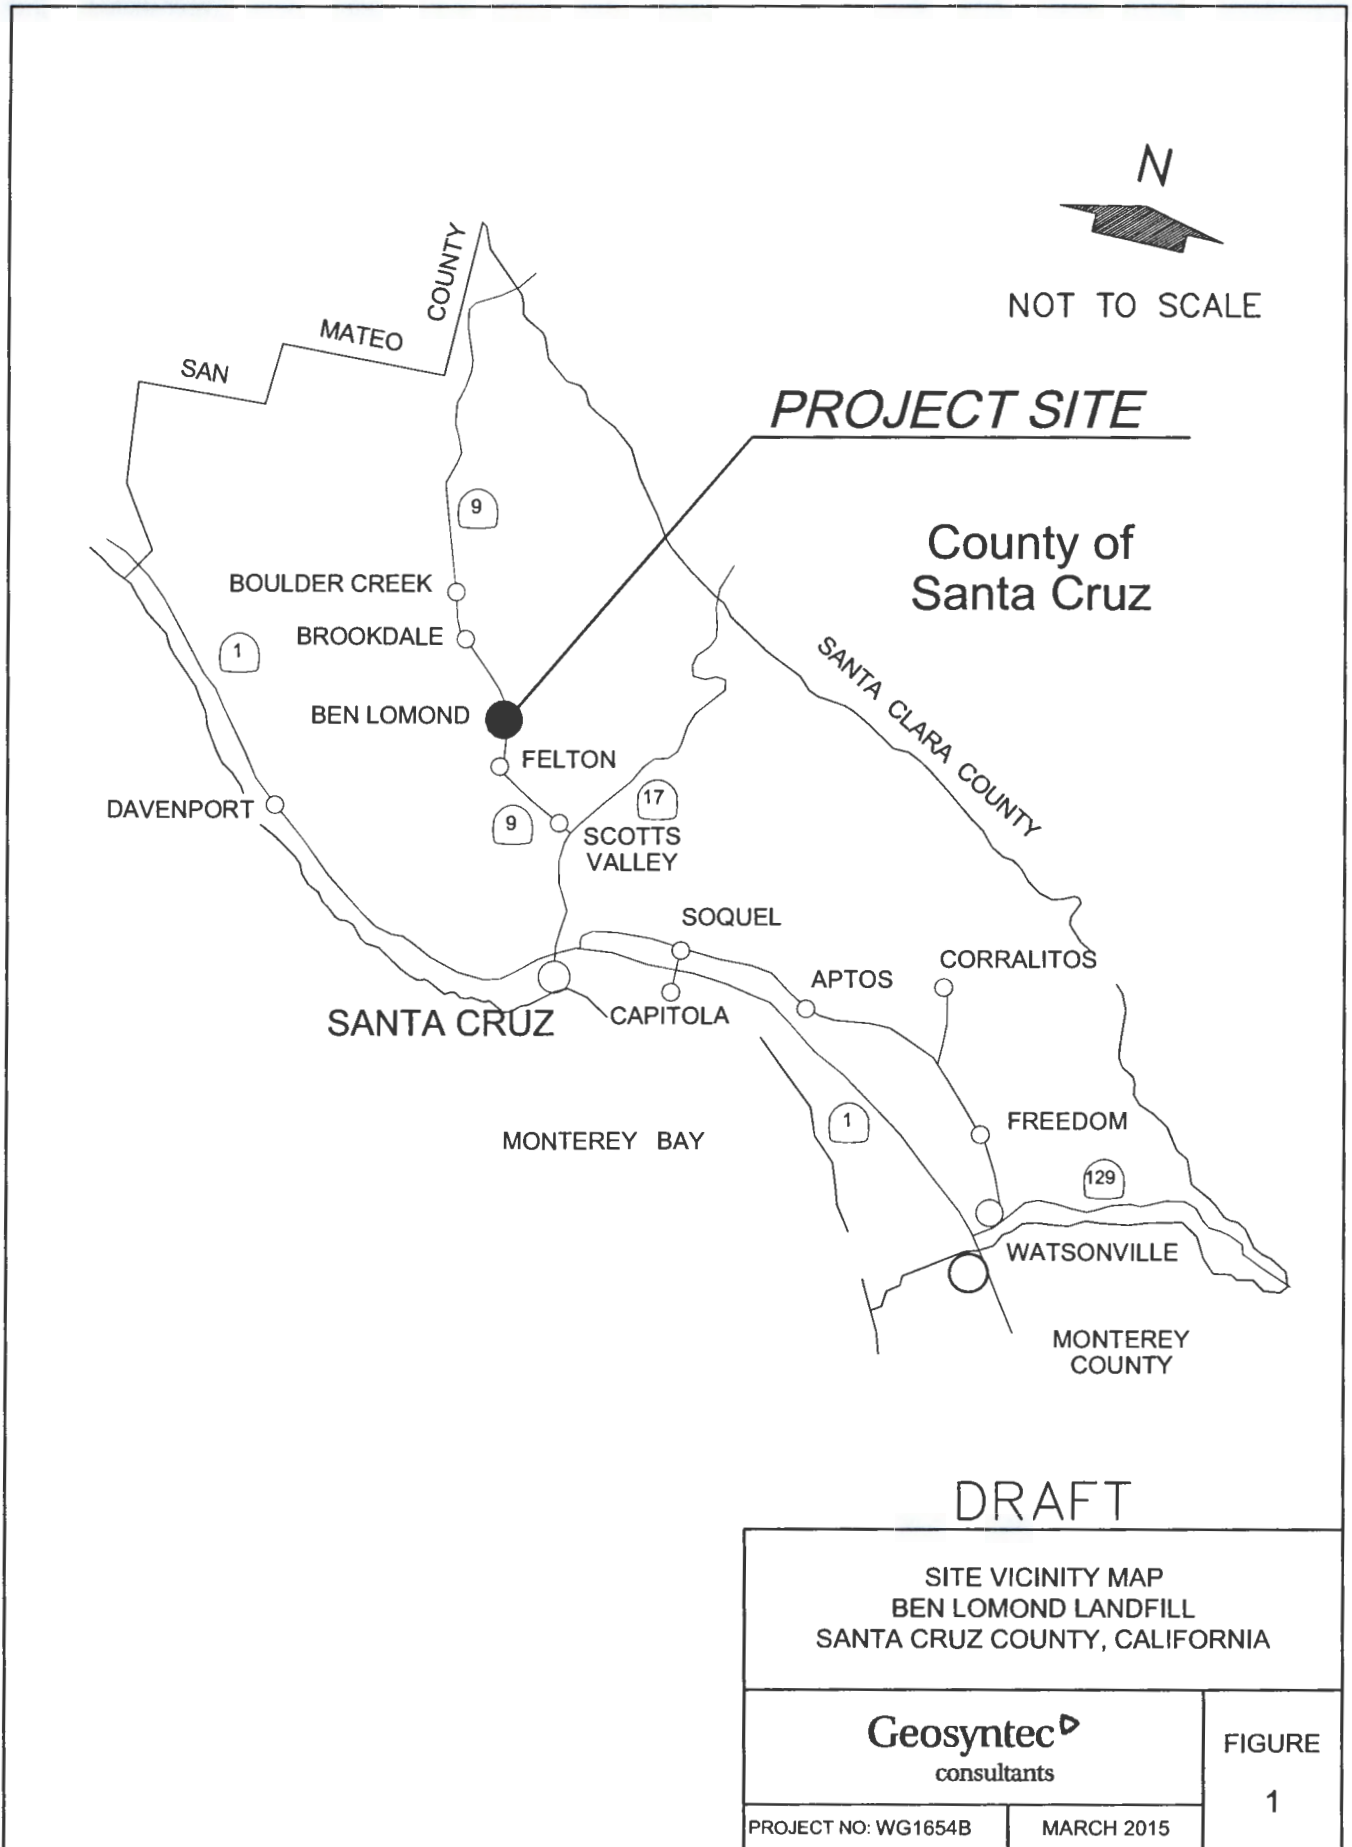 N
NOT TO SCALE
SAN MATEO COUNTY
PROJECT SITE
County of
Santa Cruz
9
BOULDER CREEK
BROOKDALE
1
BEN LOMOND
SANTA CLARA COUNTY
FELTON
DAVENPORT
17
9
SCOTTS
VALLEY
SOQUEL
CORRALITOS
APTOS
SANTA CRUZ
CAPITOLA
MONTEREY BAY
1
FREEDOM
129
WATSONVILLE
MONTEREY
COUNTY
DRAFT
SITE VICINITY MAP
BEN LOMOND LANDFILL
SANTA CRUZ COUNTY, CALIFORNIA
Geosyntec
consultants
FIGURE
1
PROJECT NO: WG1654B
MARCH 2015